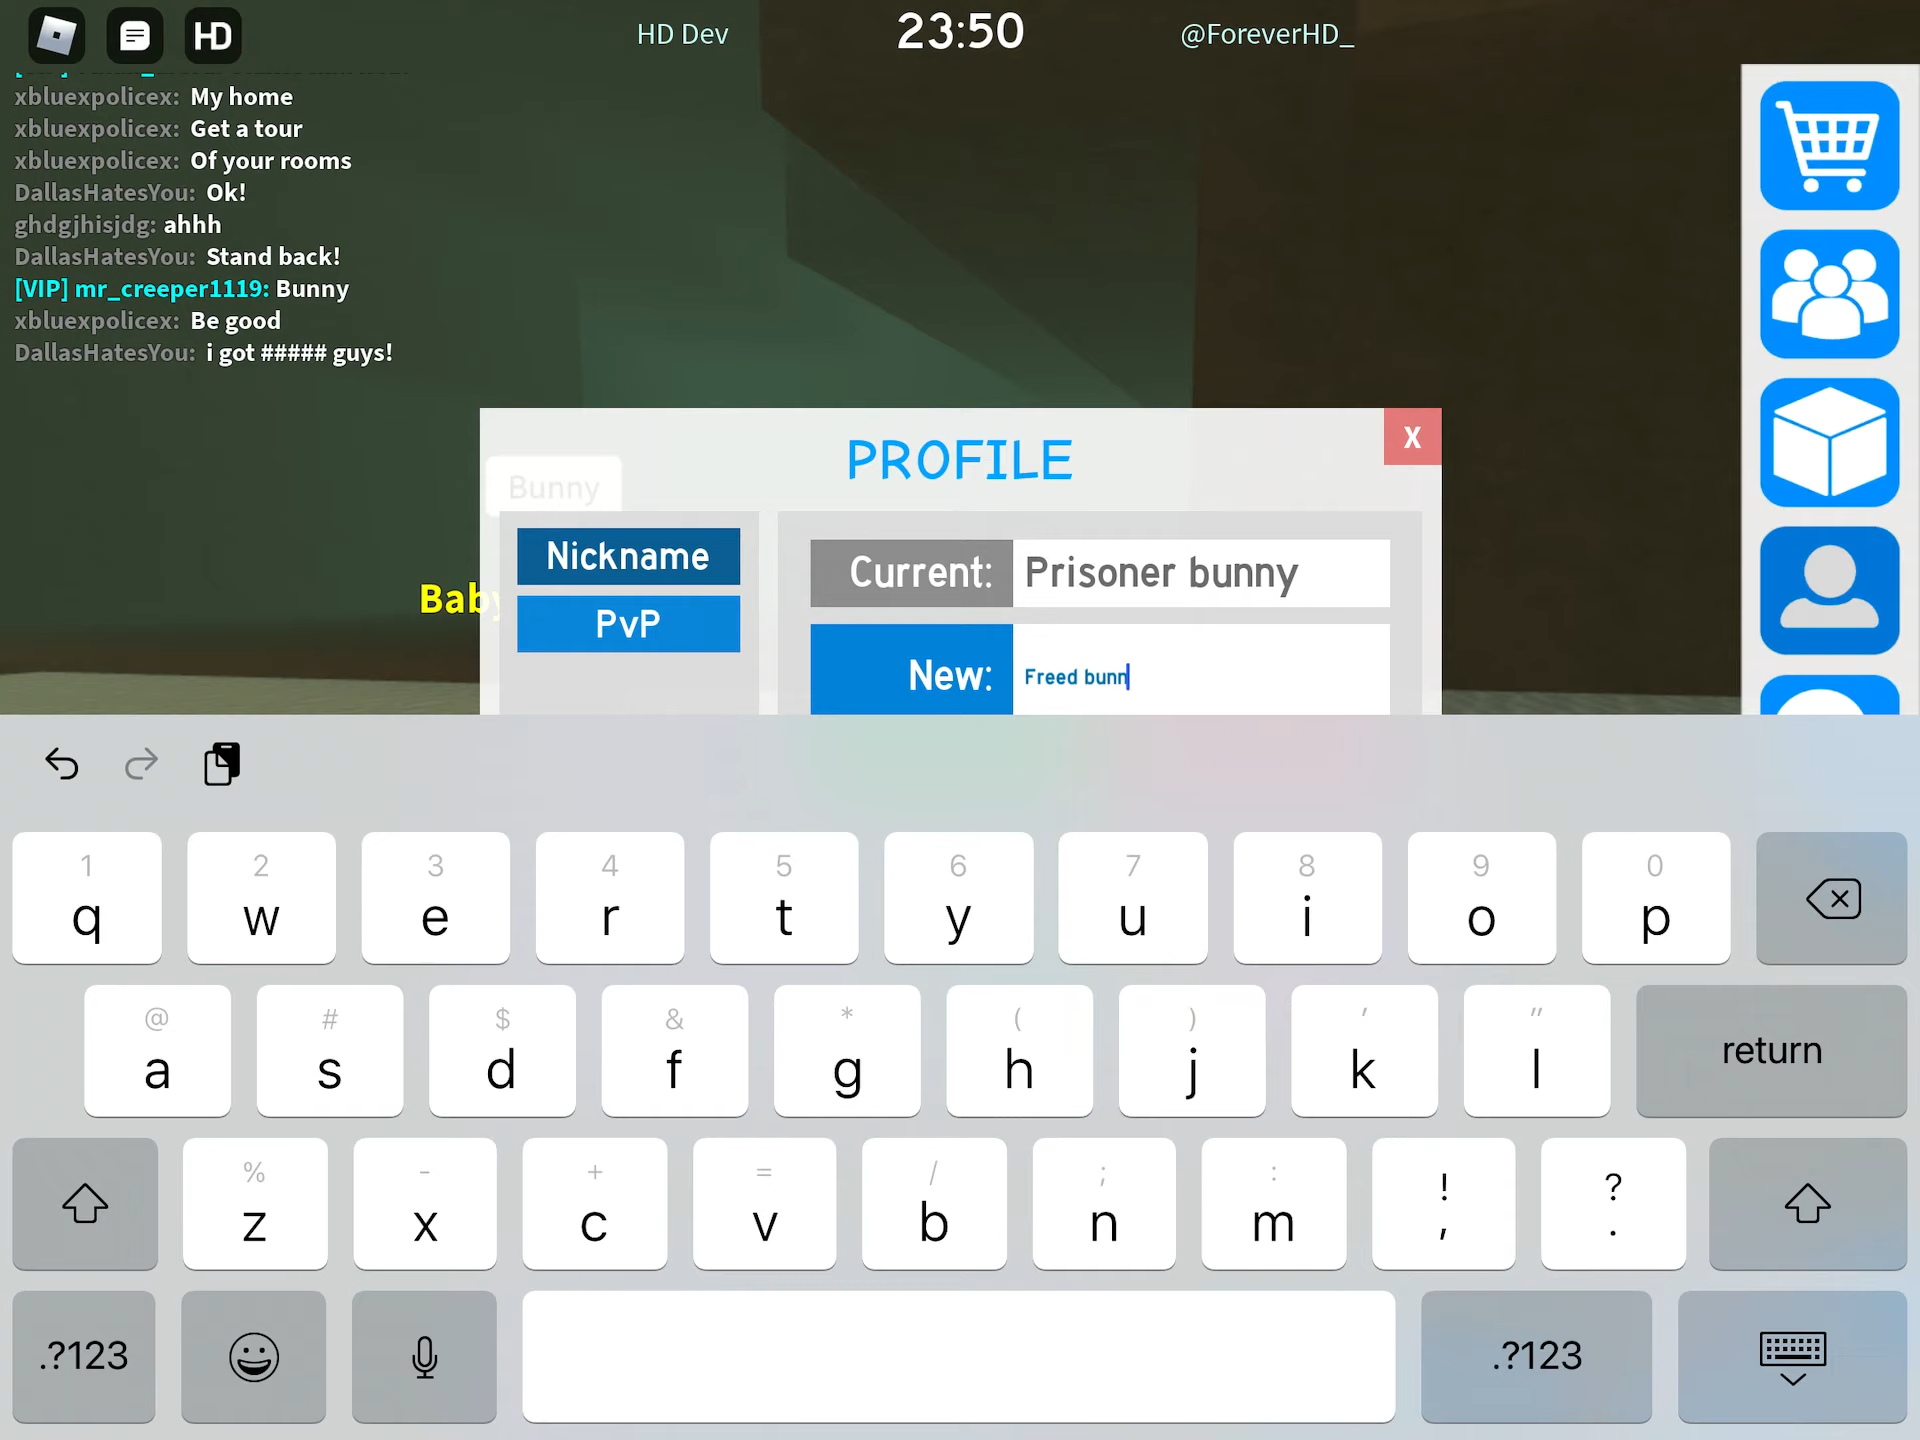 HD
HD Dev
23:50
@ForeverHD_
xbluexpolicex: My home
xbluexpolicex: Get a tour
xbluexpolicex: Of your rooms
DallasHatesYou: Ok!
ghdgjhisjdg: ahhh
DallasHatesYou: Stand back!
[VIP] mr_creeper1119: Bunny
xbluexpolicex: Be good
DallasHatesYou: i got ##### guys!
PROFILE
X
Bunny
Nickname
Current: Prisoner bunny
Baby
PvP
New: Freed bunn
1 2 3 4 5 6 7 8 9 0
q w e r t y u i o p
@ # $ & * ( ) ' "
a s d f g h j k l return
% - + = / ; : ! ?
z x c v b n m , .
.?123 .?123